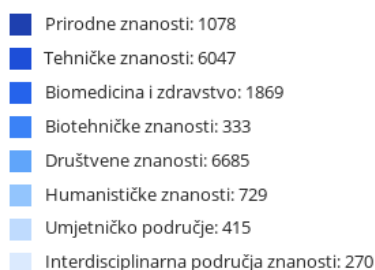 Prirodne znanosti: 1078
Tehničke znanosti: 6047
Biomedicina i zdravstvo: 1869
Biotehničke znanosti: 333
Društvene znanosti: 6685
Humanističke znanosti: 729
Umjetničko područje: 415
Interdisciplinarna područja znanosti: 270